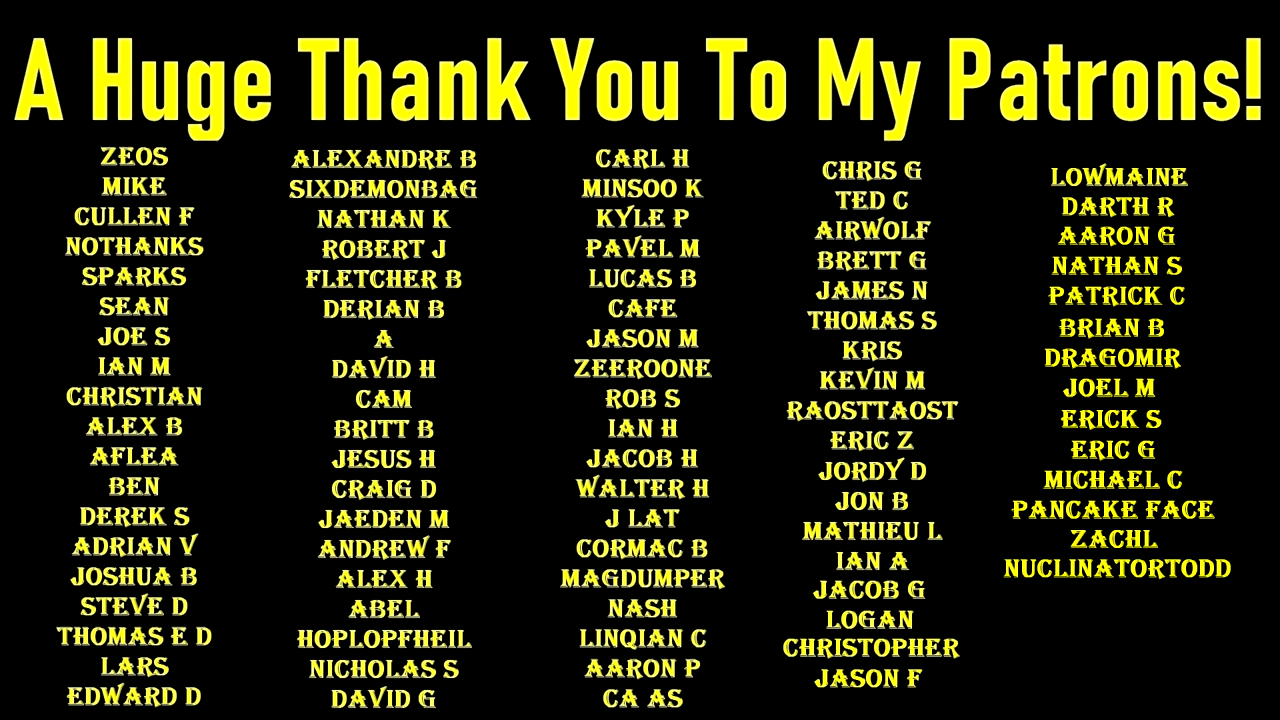 A Huge Thank You To My Patrons!
ZEOS
MIKE
CULLEN F
NOTHANKS
SPARKS
SEAN
JOE S
IAN M
CHRISTIAN
ALEX B
AFLEA
BEN
DEREK S
ADRIAN V
JOSHUA B
STEVE D
THOMAS E D
LARS
EDWARD D
ALEXANDRE B
SIXDEMONBAG
NATHAN K
ROBERT J
FLETCHER B
DERIAN B
A
DAVID H
CAM
BRITT B
JESUS H
CRAIG D
JAEDEN M
ANDREW F
ALEX H
ABEL
HOPLOPFHEIL
NICHOLAS S
DAVID G
CARL H
MINSOO K
KYLE P
PAVEL M
LUCAS B
CAFE
JASON M
ZEEROONE
ROB S
IAN H
JACOB H
WALTER H
J LAT
CORMAC B
MAGDUMPER
NASH
LINQIAN C
AARON P
CA AS
CHRIS G
TED C
AIRWOLF
BRETT G
JAMES N
THOMAS S
KRIS
KEVIN M
RAOSTTAOST
ERIC Z
JORDY D
JON B
MATHIEU L
IAN A
JACOB G
LOGAN
CHRISTOPHER
JASON F
LOWMAINE
DARTH R
AARON G
NATHAN S
PATRICK C
BRIAN B
DRAGOMIR
JOEL M
ERICK S
ERIC G
MICHAEL C
PANCAKE FACE
ZACHL
NUCLINATORTODD